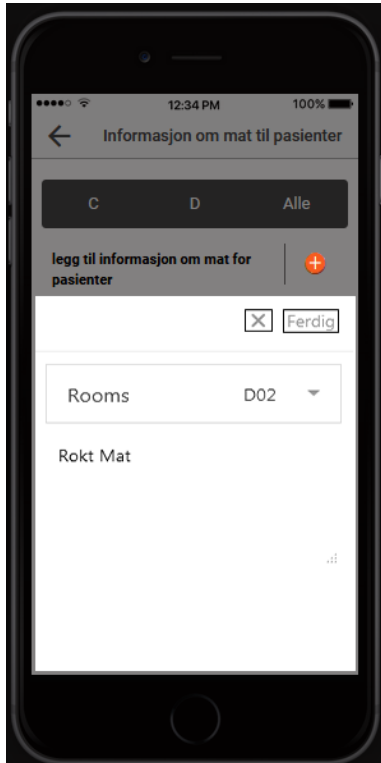 12:34 PM 100%
Informasjon om mat til pasienter
C D Alle
legg til informasjon om mat for
pasienter
Ferdig
Rooms D02
Rokt Mat